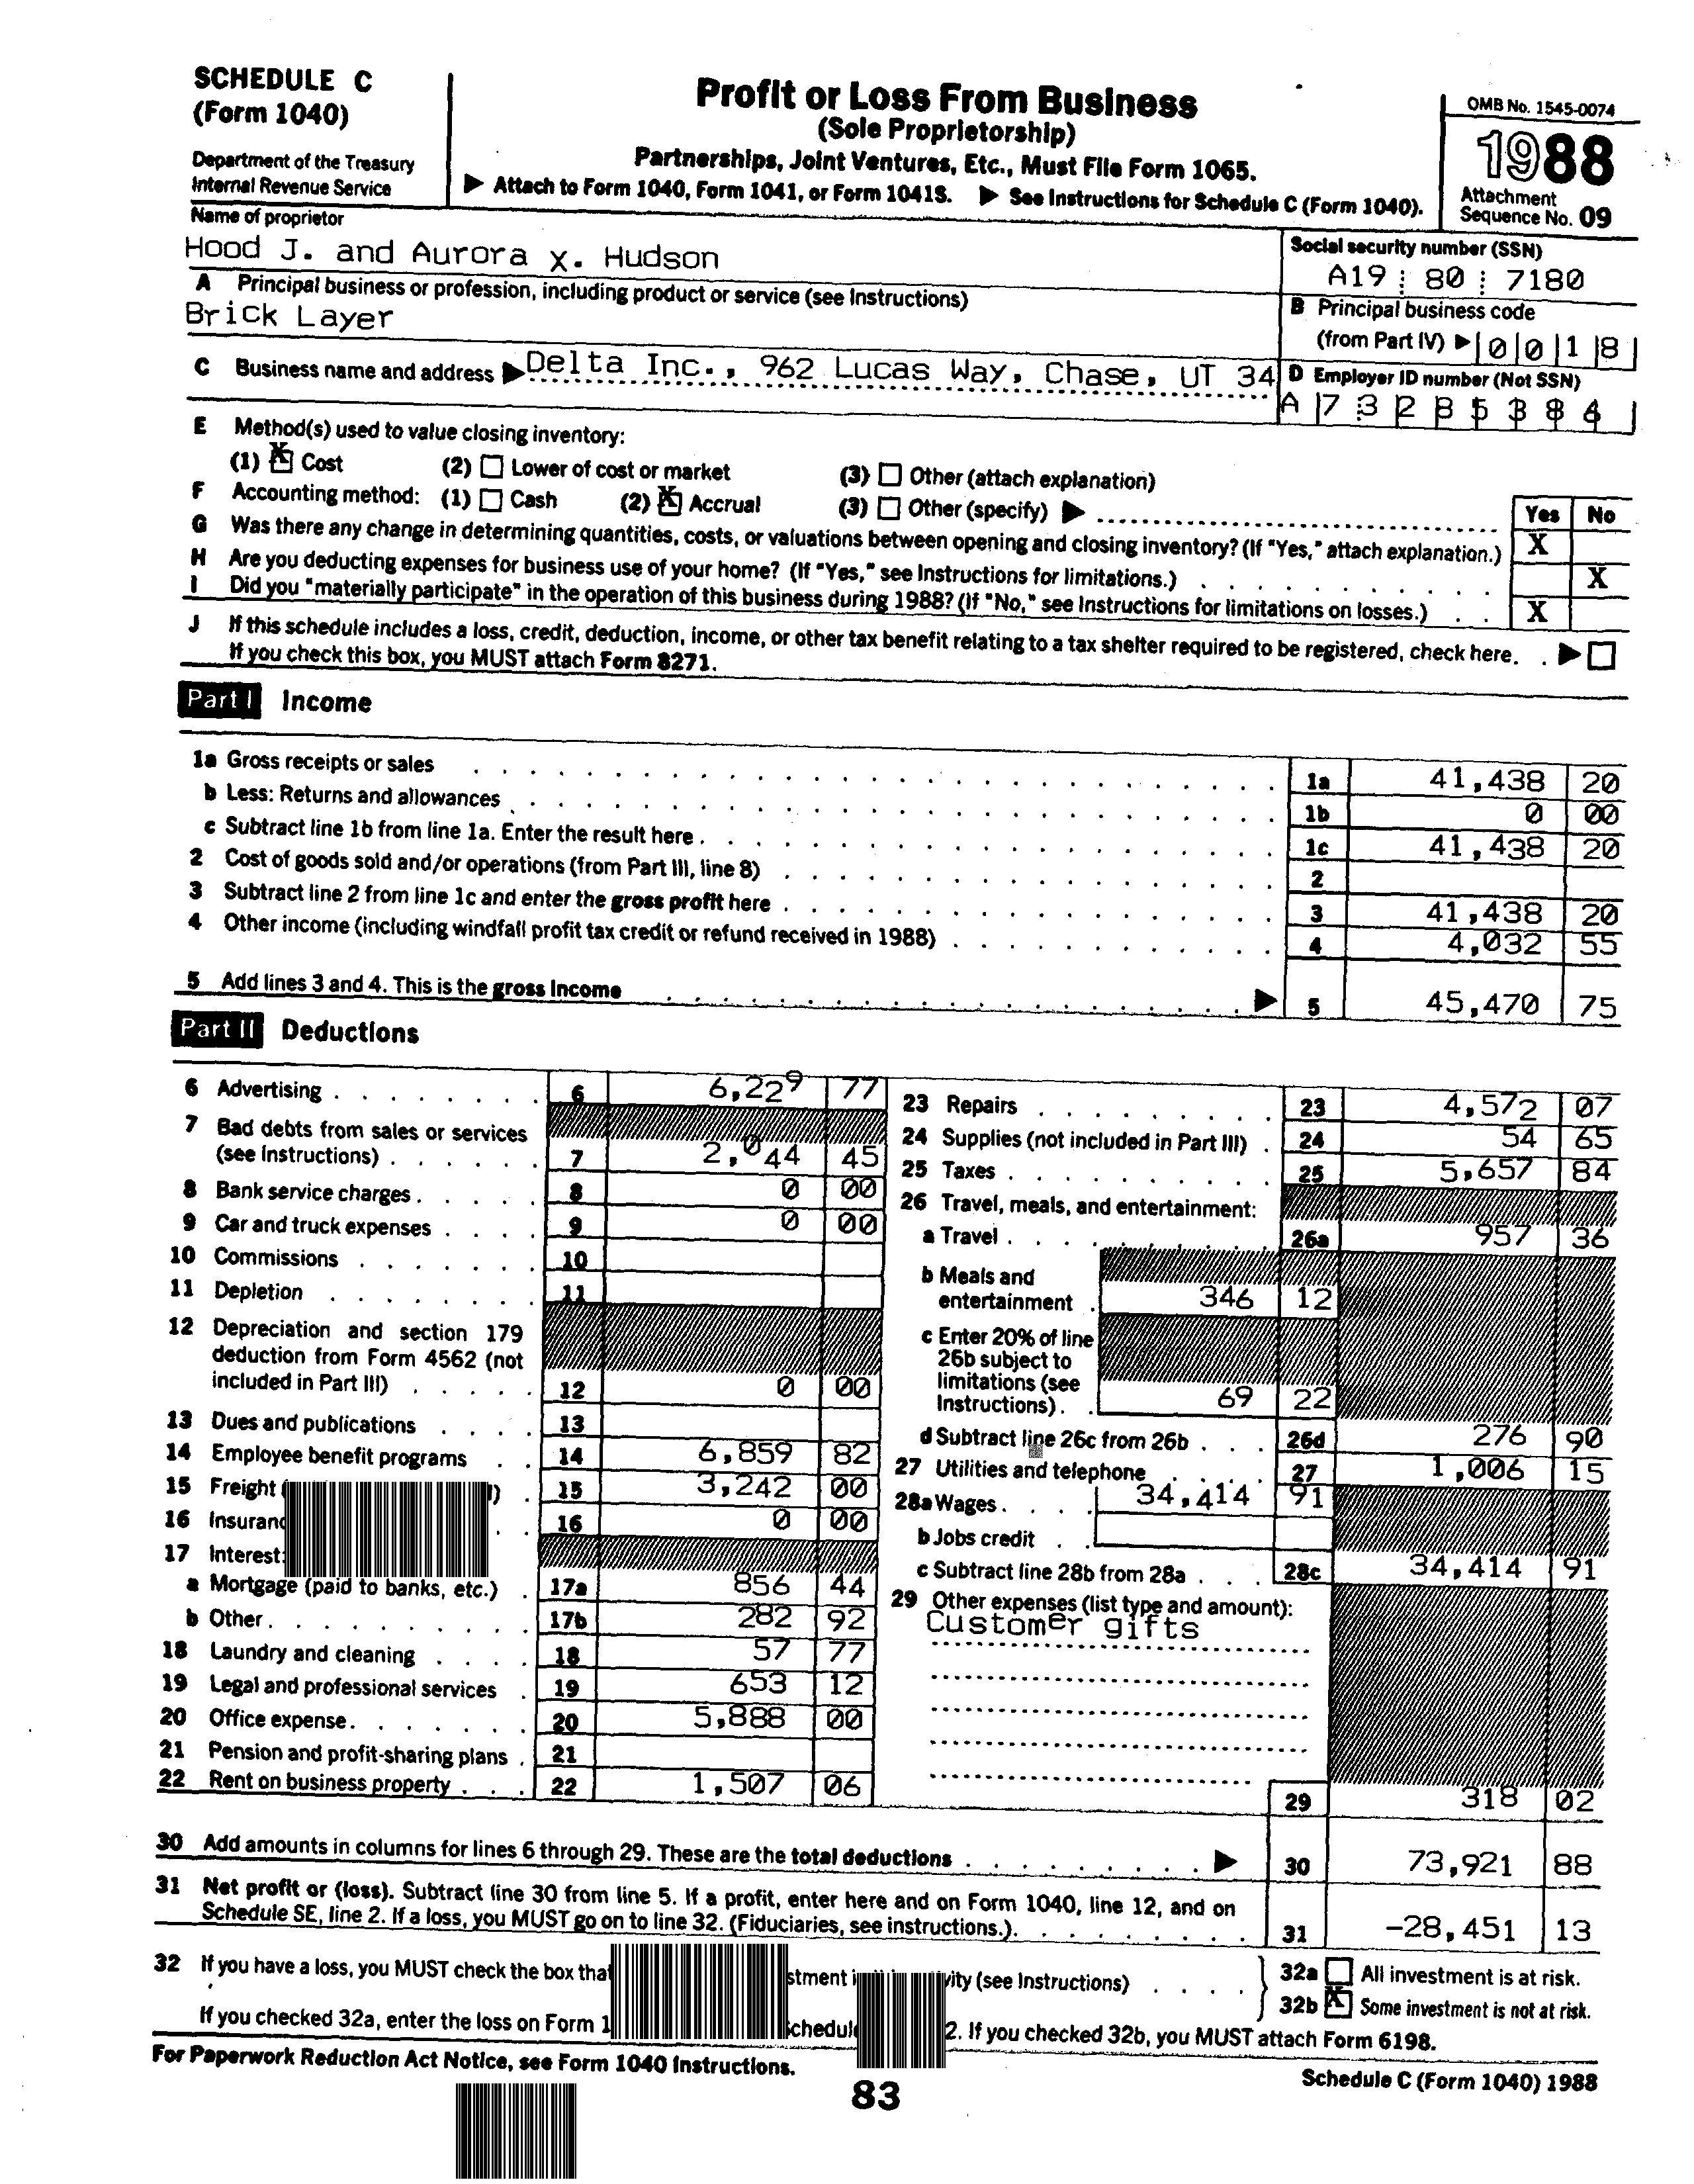 SCHEDULE C
(Form 1040)
Department of the Treasury
Internal Revenue Service
Profit or Loss From Business
(Sole Proprietorship)
Partnerships, Joint Ventures, Etc., Must File Form 1065.
▶ Attach to Form 1040, Form 1041, or Form 1041S. ▶ See Instructions for Schedule C (Form 1040).
OMB No. 1545-0074
1988
Attachment
Sequence No. 09
Name of proprietor
Hood J. and Aurora x. Hudson
Social security number (SSN)
A19 80 7180
A Principal business or profession, including product or service (see Instructions)
Brick Layer
B Principal business code
(from Part IV) ▶ 0 0 1 8
C Business name and address ▶ Delta Inc., 962 Lucas Way, Chase, UT 34
D Employer ID number (Not SSN)
A 7 3 2 8 5 3 8 4
E Method(s) used to value closing inventory:
(1) X Cost (2) Lower of cost or market (3) Other (attach explanation)
F Accounting method: (1) Cash (2) X Accrual (3) Other (specify) ▶
Yes No
G Was there any change in determining quantities, costs, or valuations between opening and closing inventory? (If "Yes," attach explanation.) X
H Are you deducting expenses for business use of your home? (If "Yes," see Instructions for limitations.) X
I Did you "materially participate" in the operation of this business during 1988? (If "No," see Instructions for limitations on losses.) X
J If this schedule includes a loss, credit, deduction, income, or other tax benefit relating to a tax shelter required to be registered, check here. ▶
If you check this box, you MUST attach Form 8271.
Part I Income
1a Gross receipts or sales 1a 41,438 20
b Less: Returns and allowances 1b 0 00
c Subtract line 1b from line 1a. Enter the result here 1c 41,438 20
2 Cost of goods sold and/or operations (from Part III, line 8) 2
3 Subtract line 2 from line 1c and enter the gross profit here 3 41,438 20
4 Other income (including windfall profit tax credit or refund received in 1988) 4 4,032 55
5 Add lines 3 and 4. This is the gross income ▶ 5 45,470 75
Part II Deductions
6 Advertising 6 6,229 77
7 Bad debts from sales or services
(see Instructions) 7 2,044 45
8 Bank service charges 8 0 00
9 Car and truck expenses 9 0 00
10 Commissions 10
11 Depletion 11
12 Depreciation and section 179
deduction from Form 4562 (not
included in Part III) 12 0 00
13 Dues and publications 13
14 Employee benefit programs 14 6,859 82
15 Freight 15 3,242 00
16 Insuranc 16 0 00
17 Interest:
a Mortgage (paid to banks, etc.) 17a 856 44
b Other 17b 282 92
18 Laundry and cleaning 18 57 77
19 Legal and professional services 19 653 12
20 Office expense 20 5,888 00
21 Pension and profit-sharing plans 21
22 Rent on business property 22 1,507 06
23 Repairs 23 4,572 07
24 Supplies (not included in Part III) 24 54 65
25 Taxes 25 5,657 84
26 Travel, meals, and entertainment:
a Travel 26a 957 36
b Meals and
entertainment 346 12
c Enter 20% of line
26b subject to
limitations (see
Instructions) 69 22
d Subtract line 26c from 26b 26d 276 90
27 Utilities and telephone 27 1,006 15
28a Wages 34,414 91
b Jobs credit
c Subtract line 28b from 28a 28c 34,414 91
29 Other expenses (list type and amount):
Customer gifts
29 318 02
30 Add amounts in columns for lines 6 through 29. These are the total deductions ▶ 30 73,921 88
31 Net profit or (loss). Subtract line 30 from line 5. If a profit, enter here and on Form 1040, line 12, and on
Schedule SE, line 2. If a loss, you MUST go on to line 32. (Fiduciaries, see instructions.) 31 -28,451 13
32 If you have a loss, you MUST check the box that stment i vity (see Instructions)
32a All investment is at risk.
32b X Some investment is not at risk.
If you checked 32a, enter the loss on Form 1 Schedule 2. If you checked 32b, you MUST attach Form 6198.
For Paperwork Reduction Act Notice, see Form 1040 Instructions.
83
Schedule C (Form 1040) 1988